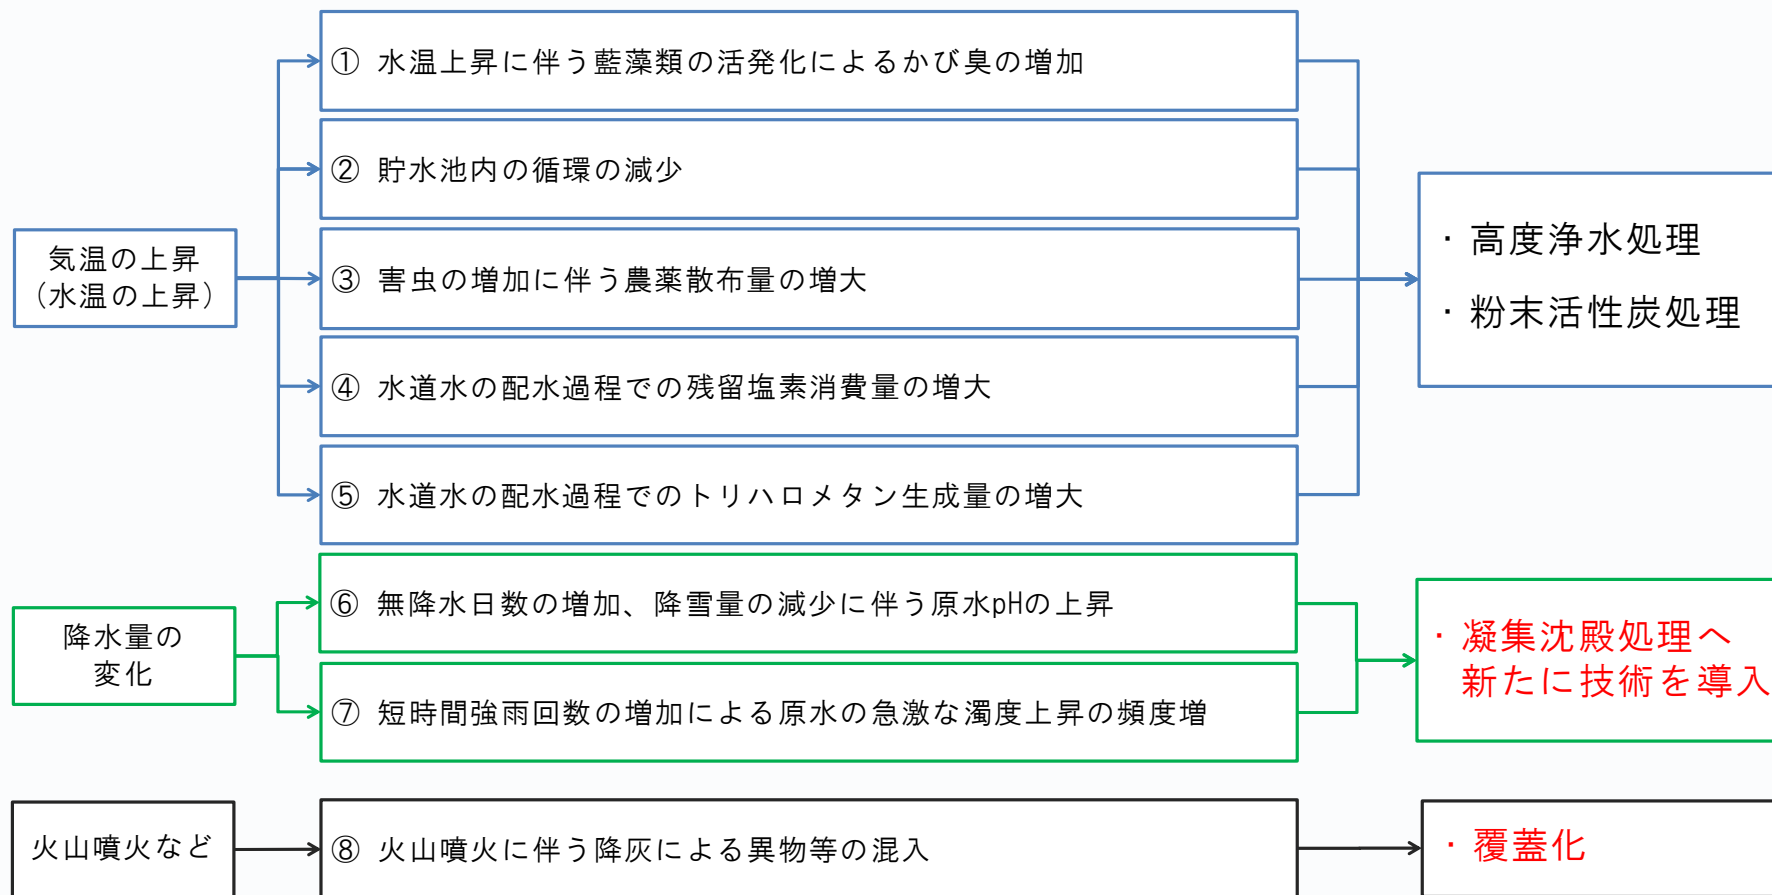 気温の上昇
（水温の上昇）
① 水温上昇に伴う藍藻類の活発化によるかび臭の増加
② 貯水池内の循環の減少
③ 害虫の増加に伴う農薬散布量の増大
④ 水道水の配水過程での残留塩素消費量の増大
⑤ 水道水の配水過程でのトリハロメタン生成量の増大
・高度浄水処理
・粉末活性炭処理
降水量の
変化
⑥ 無降水日数の増加、降雪量の減少に伴う原水pHの上昇
⑦ 短時間強雨回数の増加による原水の急激な濁度上昇の頻度増
・凝集沈殿処理へ
新たに技術を導入
火山噴火など
⑧ 火山噴火に伴う降灰による異物等の混入
・覆蓋化